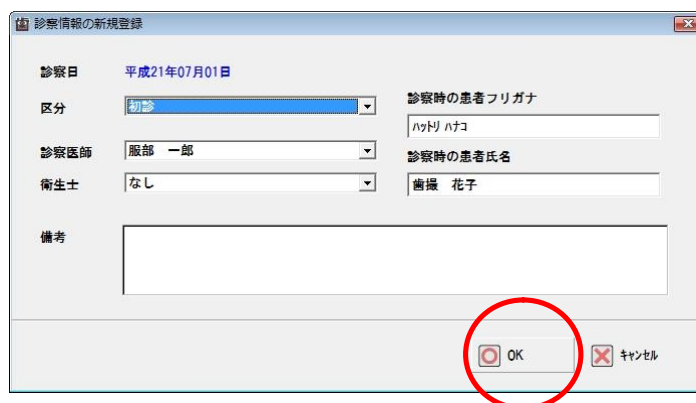 診察情報の新規登録
診察日 平成21年07月01日
区分 初診
診察医師 服部 一郎
衛生士 なし
診察時の患者フリガナ
ハットリ ハナコ
診察時の患者氏名
歯撮 花子
備考
OK キャンセル